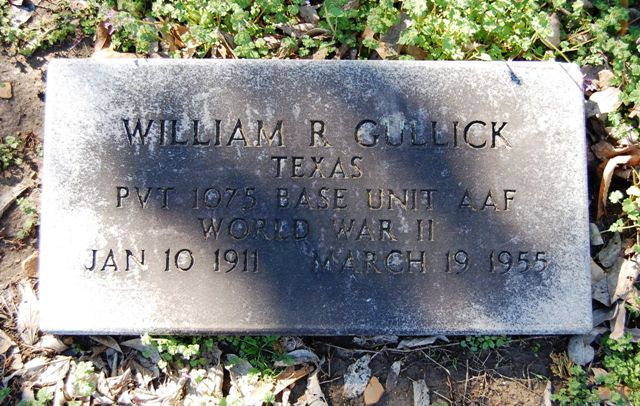 WILLIAM R GULLICK
TEXAS
PVT 1075 BASE UNIT AAF
WORLD WAR II
JAN 10 1911 MARCH 19 1955